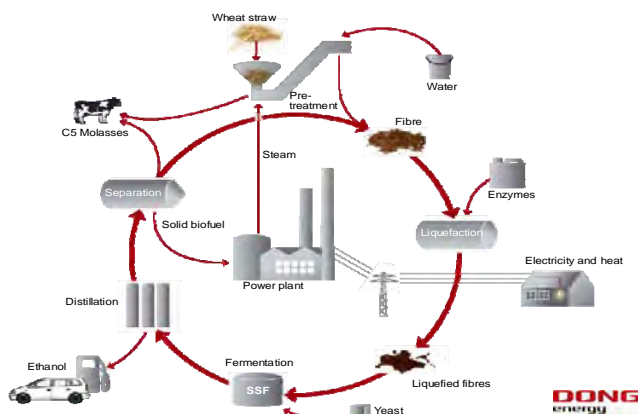 Wheat straw
Water
Pre-
treatment
Fibre
C5 Molasses
Steam
Enzymes
Separation
Liquefaction
Solid biofuel
Electricity and heat
Power plant
Distillation
Ethanol
Fermentation
SSF
Liquefied fibres
Yeast
DONG
energy